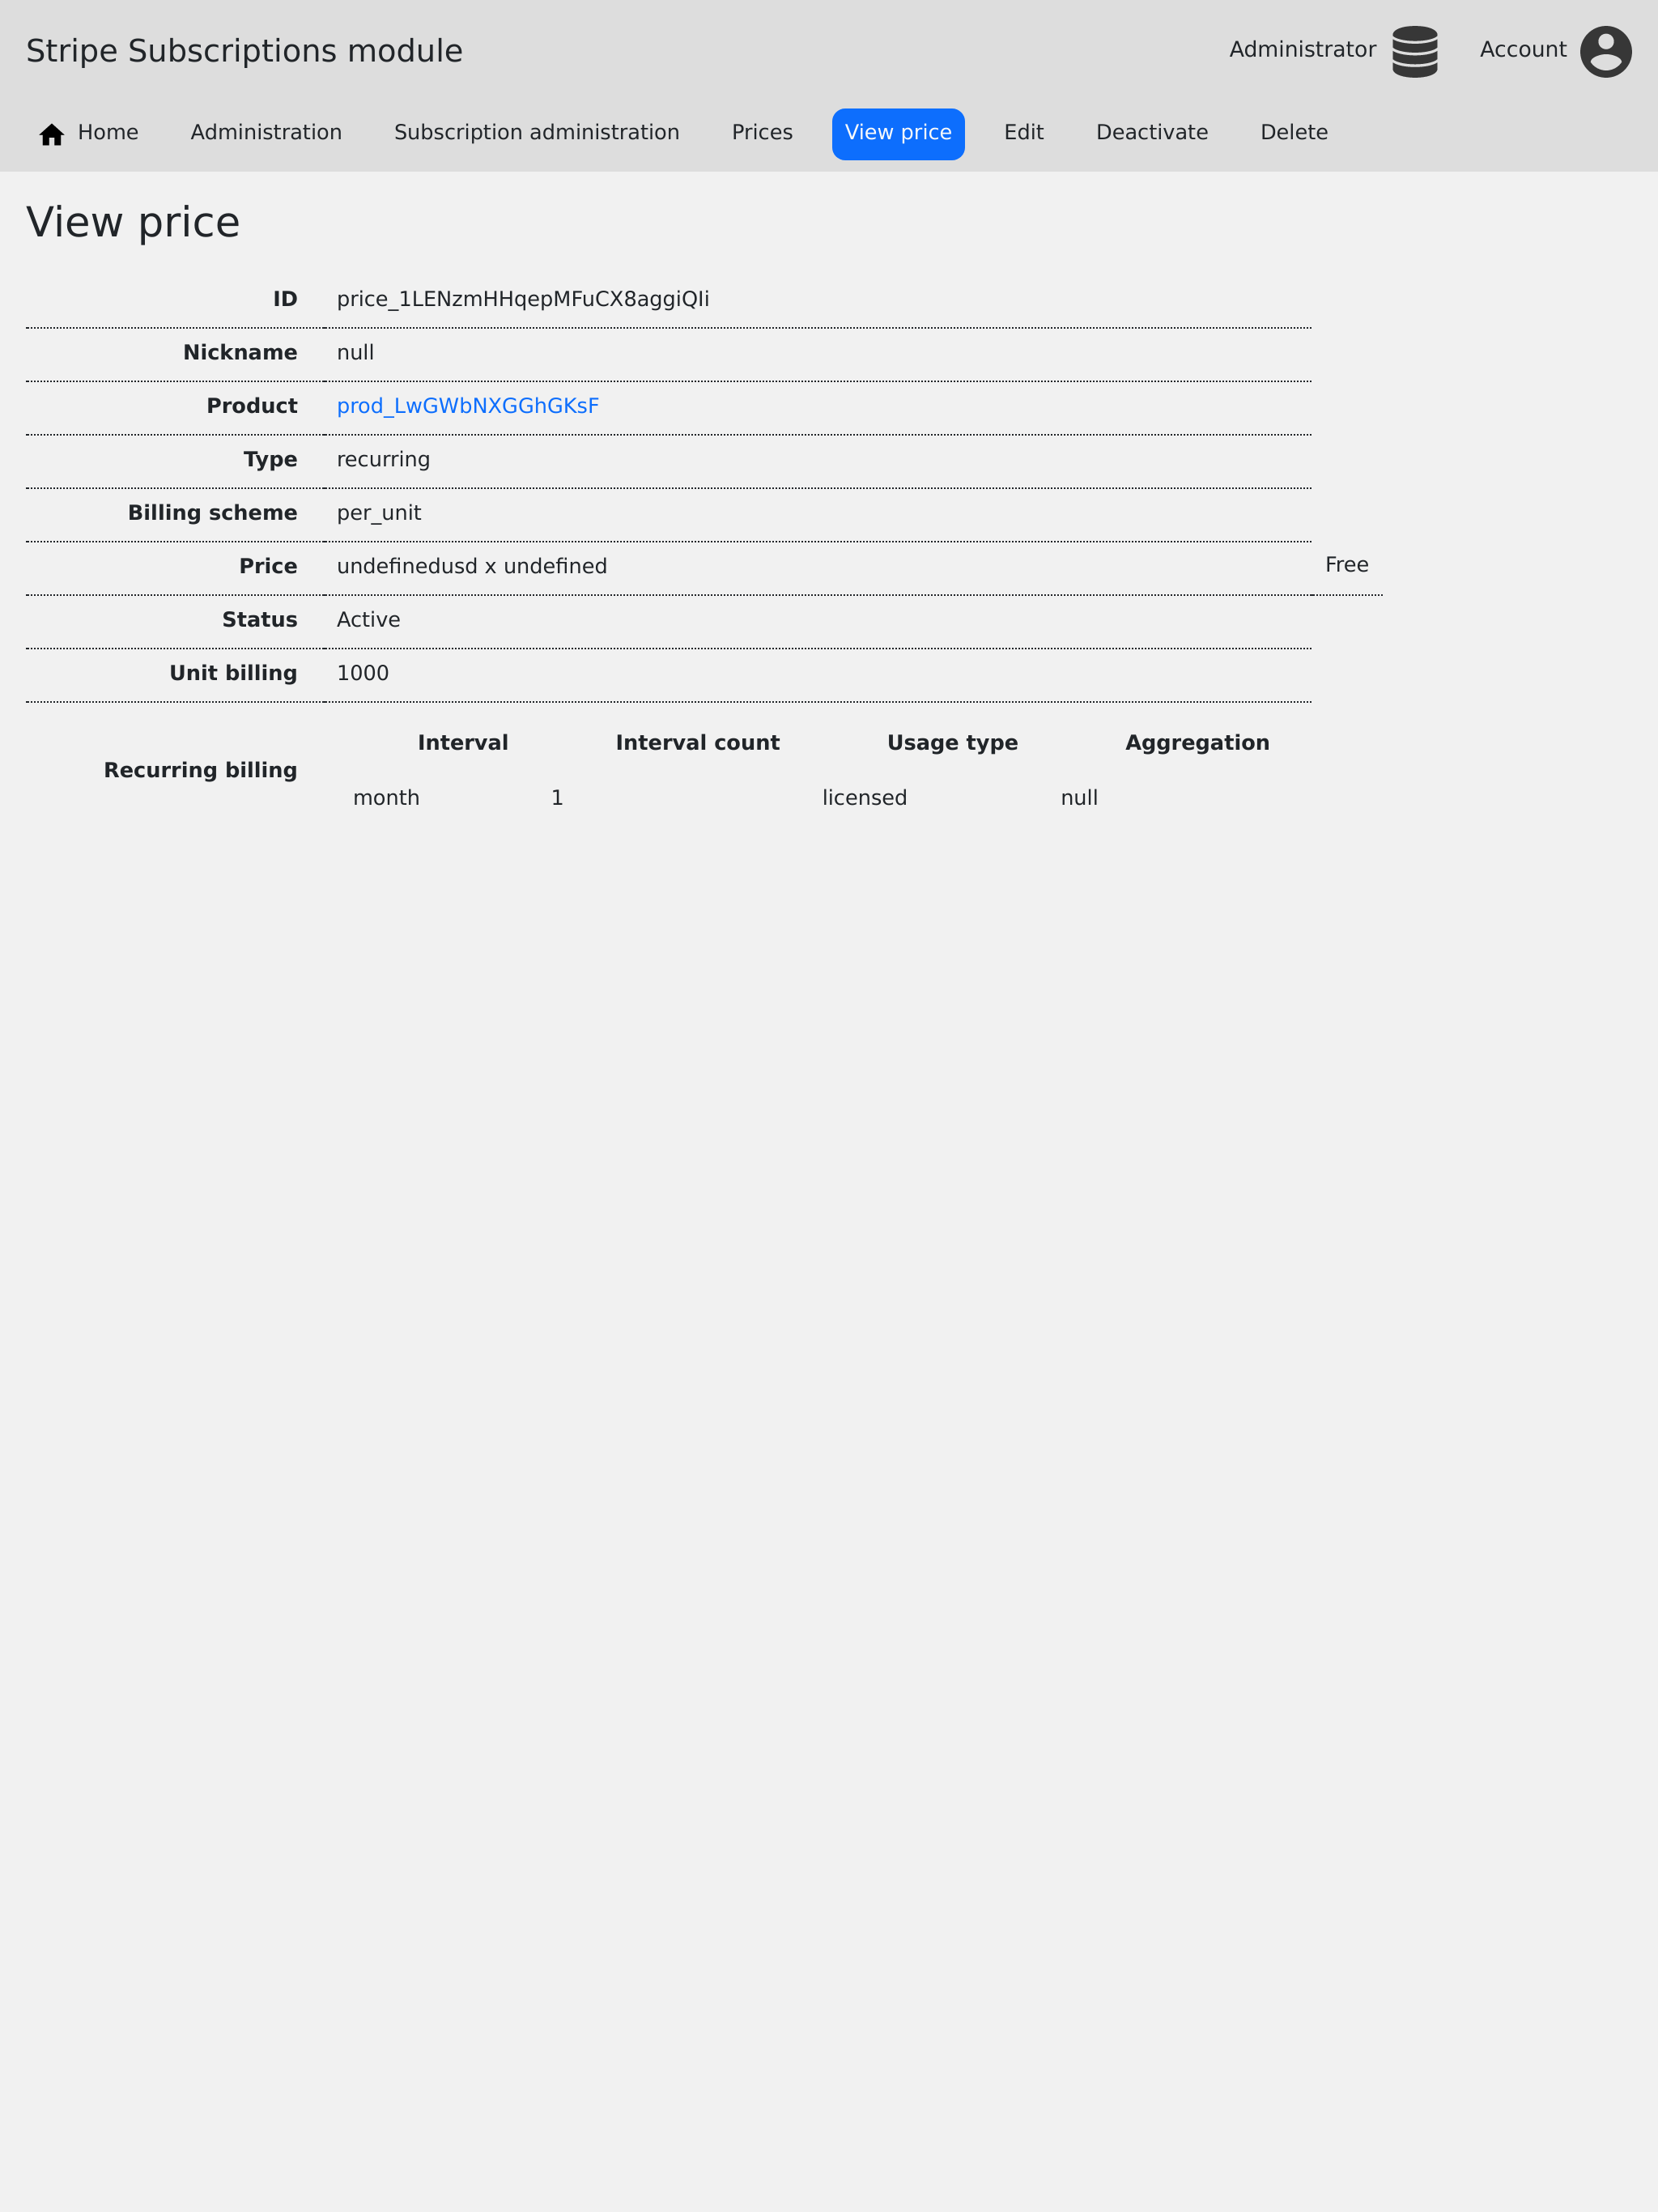 Stripe Subscriptions module
Administrator
Account
Home Administration Subscription administration Prices View price Edit Deactivate Delete
View price
ID price_1LENzmHHqepMFuCX8aggiQIi
Nickname null
Product prod_LwGWbNXGGhGKsF
Type recurring
Billing scheme per_unit
Price undefinedusd x undefined Free
Status Active
Unit billing 1000
Recurring billing
Interval Interval count Usage type Aggregation
month 1 licensed null